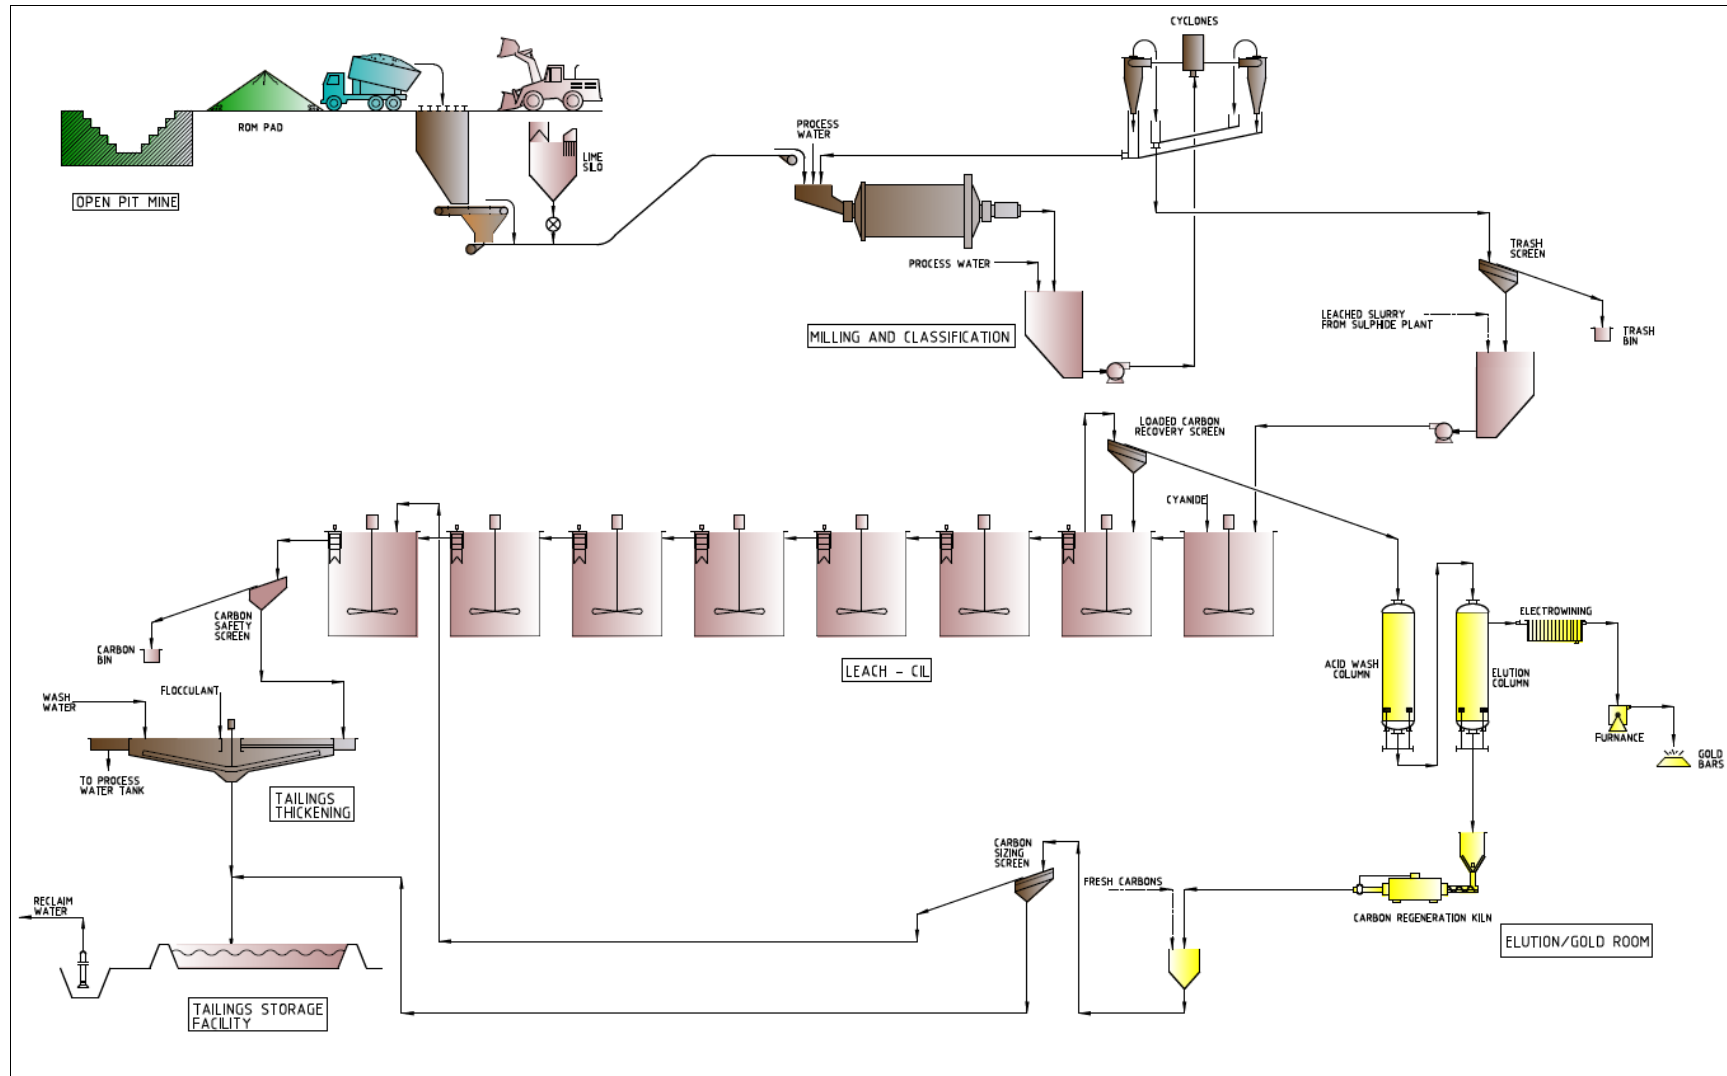 CYCLONES
ROM PAD
PROCESS
WATER
LIME
SILO
OPEN PIT MINE
PROCESS WATER
TRASH
SCREEN
MILLING AND CLASSIFICATION
LEACHED SLURRY
FROM SULPHIDE PLANT
TRASH
BIN
LOADED CARBON
RECOVERY SCREEN
CYANIDE
CARBON
SAFETY
SCREEN
CARBON
BIN
LEACH - CIL
ELECTROWINING
ACID WASH
COLUMN
ELUTION
COLUMN
WASH
WATER
FLOCCULANT
FURNANCE
GOLD
BARS
TO PROCESS
WATER TANK
TAILINGS
THICKENING
CARBON
SIZING
SCREEN
FRESH CARBONS
CARBON REGENERATION KILN
RECLAIM
WATER
ELUTION/GOLD ROOM
TAILINGS STORAGE
FACILITY